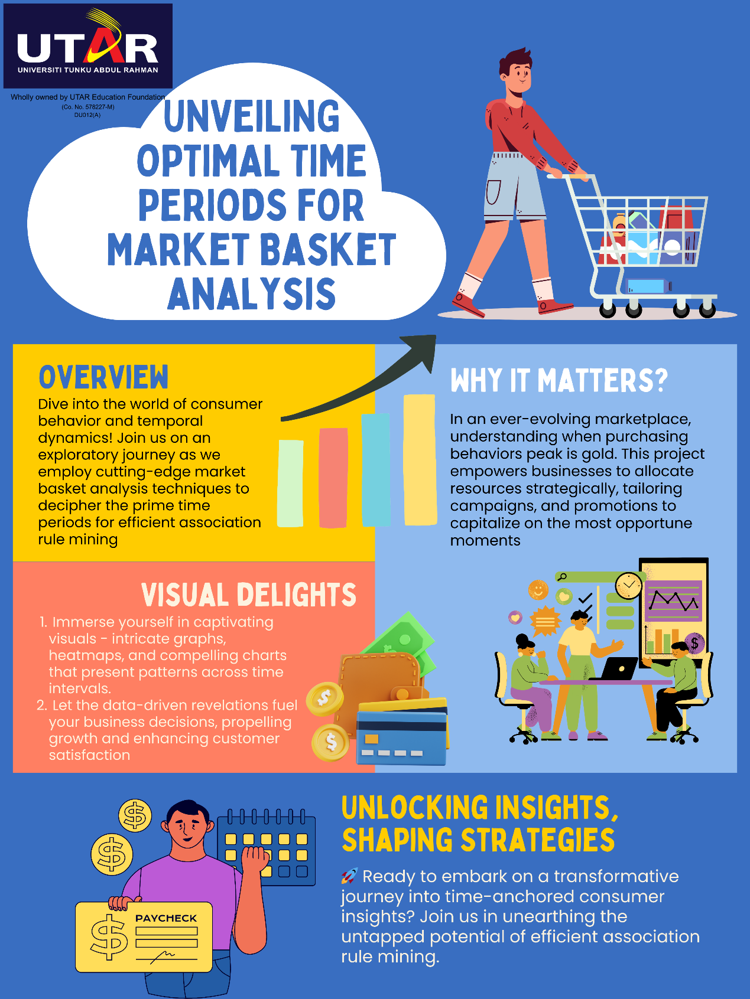 UTAR
UNIVERSITI TUNKU ABDUL RAHMAN
Wholly owned by UTAR Education Foundation
(Co. No. 578227-M)
DU012(A)
UNVEILING
OPTIMAL TIME
PERIODS FOR
MARKET BASKET
ANALYSIS
OVERVIEW
Dive into the world of consumer
behavior and temporal
dynamics! Join us on an
exploratory journey as we
employ cutting-edge market
basket analysis techniques to
decipher the prime time
periods for efficient association
rule mining
WHY IT MATTERS?
In an ever-evolving marketplace,
understanding when purchasing
behaviors peak is gold. This project
empowers businesses to allocate
resources strategically, tailoring
campaigns, and promotions to
capitalize on the most opportune
moments
VISUAL DELIGHTS
1. Immerse yourself in captivating
visuals - intricate graphs,
heatmaps, and compelling charts
that present patterns across time
intervals.
2. Let the data-driven revelations fuel
your business decisions, propelling
growth and enhancing customer
satisfaction
$
$
$
$
$
$
PAYCHECK
UNLOCKING INSIGHTS,
SHAPING STRATEGIES
🚀 Ready to embark on a transformative
journey into time-anchored consumer
insights? Join us in unearthing the
untapped potential of efficient association
rule mining.